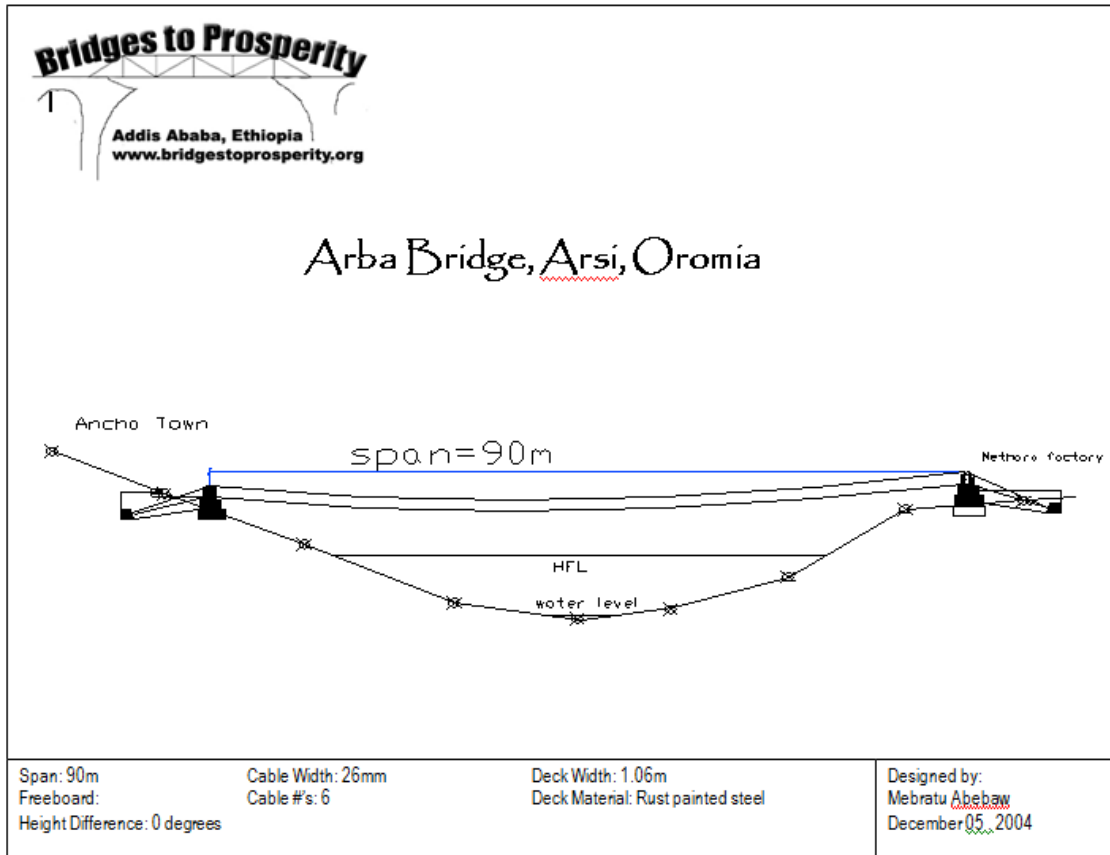 Bridges to Prosperity
Addis Ababa, Ethiopia
www.bridgestoprosperity.org
Arba Bridge, Arsi, Oromia
Ancho Town
span=90m
Nethora factory
HFL
water level
Span: 90m
Freeboard:
Height Difference: 0 degrees
Cable Width: 26mm
Cable #'s: 6
Deck Width: 1.06m
Deck Material: Rust painted steel
Designed by:
Mebratu Abebaw
December 05, 2004